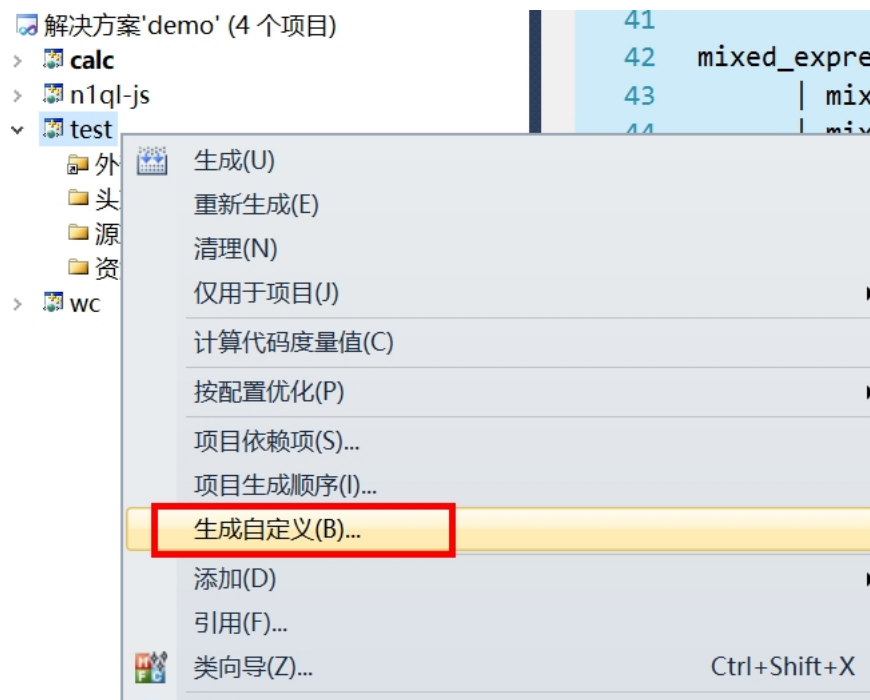 解决方案'demo' (4 个项目)
calc
n1ql-js
test
外
头
源
资
wc
41
42 mixed_expre
43 | mix
44 | mix
生成(U)
重新生成(E)
清理(N)
仅用于项目(J)
计算代码度量值(C)
按配置优化(P)
项目依赖项(S)...
项目生成顺序(I)...
生成自定义(B)...
添加(D)
引用(F)...
类向导(Z)... Ctrl+Shift+X